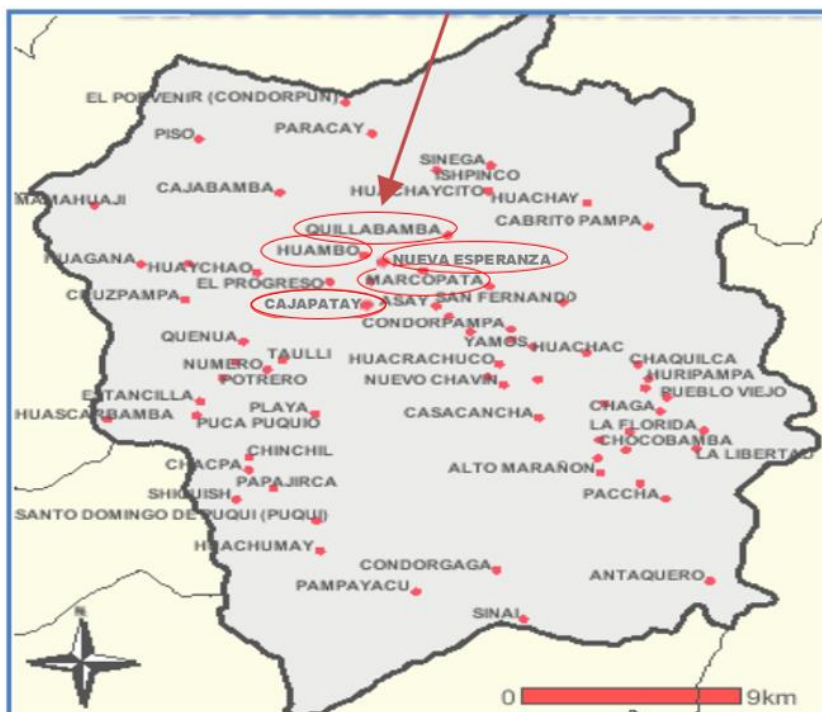 EL PORVENIR (CONDORPUN)
PARACAY
PISO
SINEGA
ISHPINCO
CAJABAMBA
HUACHAYCITO
HUACHAY
MAMAHUAJI
CABRITO PAMPA
QUILLABAMBA
HUAMBO
NUEVA ESPERANZA
HUAGANA
HUAYCHAO
EL PROGRESO
MARCOPATA
CRUZPAMPA
CAJAPATAY
ASAY
SAN FERNANDO
CONDORPAMPA
QUENUA
YAMOS
HUACHAC
TAULLI
NUMERO
HUACRACHUCO
CHAQUILCA
POTRERO
NUEVO CHAVIN
HURIPAMPA
PUEBLO VIEJO
ESTANCILLA
HUASCARBAMBA
PLAYA
CASACANCHA
CHAGA
PUCA PUQUIO
LA FLORIDA
CHOCOBAMBA
LA LIBERTAD
CHINCHIL
CHACPA
ALTO MARAÑON
PAPAJIRCA
SHIGUISH
PACCHA
SANTO DOMINGO DE PUQUI (PUQUI)
HUACHUMAY
CONDORGAGA
PAMPAYACU
ANTAQUERO
SINAI
N
0 9km